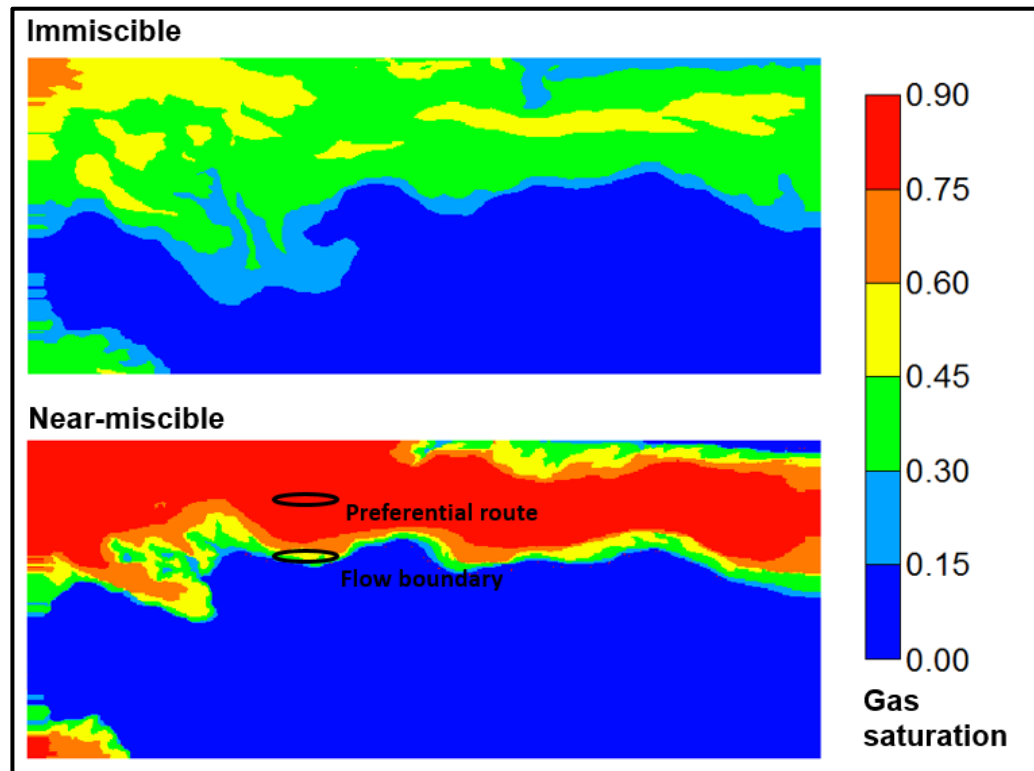 Immiscible
0.90
0.75
0.60
0.45
0.30
0.15
0.00
Near-miscible
Preferential route
Flow boundary
Gas
saturation